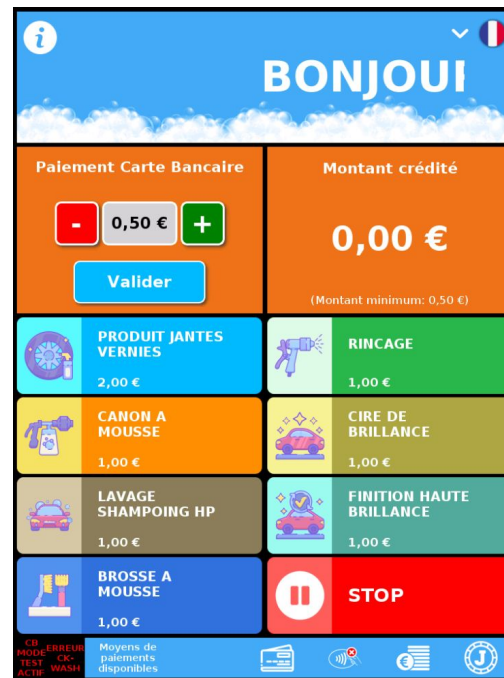 i
BONJOUR
Paiement Carte Bancaire
- 0,50 € +
Valider
Montant crédité
0,00 €
(Montant minimum: 0,50 €)
PRODUIT JANTES
VERNIES
2,00 €
RINCAGE
1,00 €
CANON A
MOUSSE
1,00 €
CIRE DE
BRILLANCE
1,00 €
LAVAGE
SHAMPOING HP
1,00 €
FINITION HAUTE
BRILLANCE
1,00 €
BROSSE A
MOUSSE
1,00 €
STOP
CB
MODE
TEST
ACTIF
ERREUR
CK-
WASH
Moyens de
paiements
disponibles
€
J